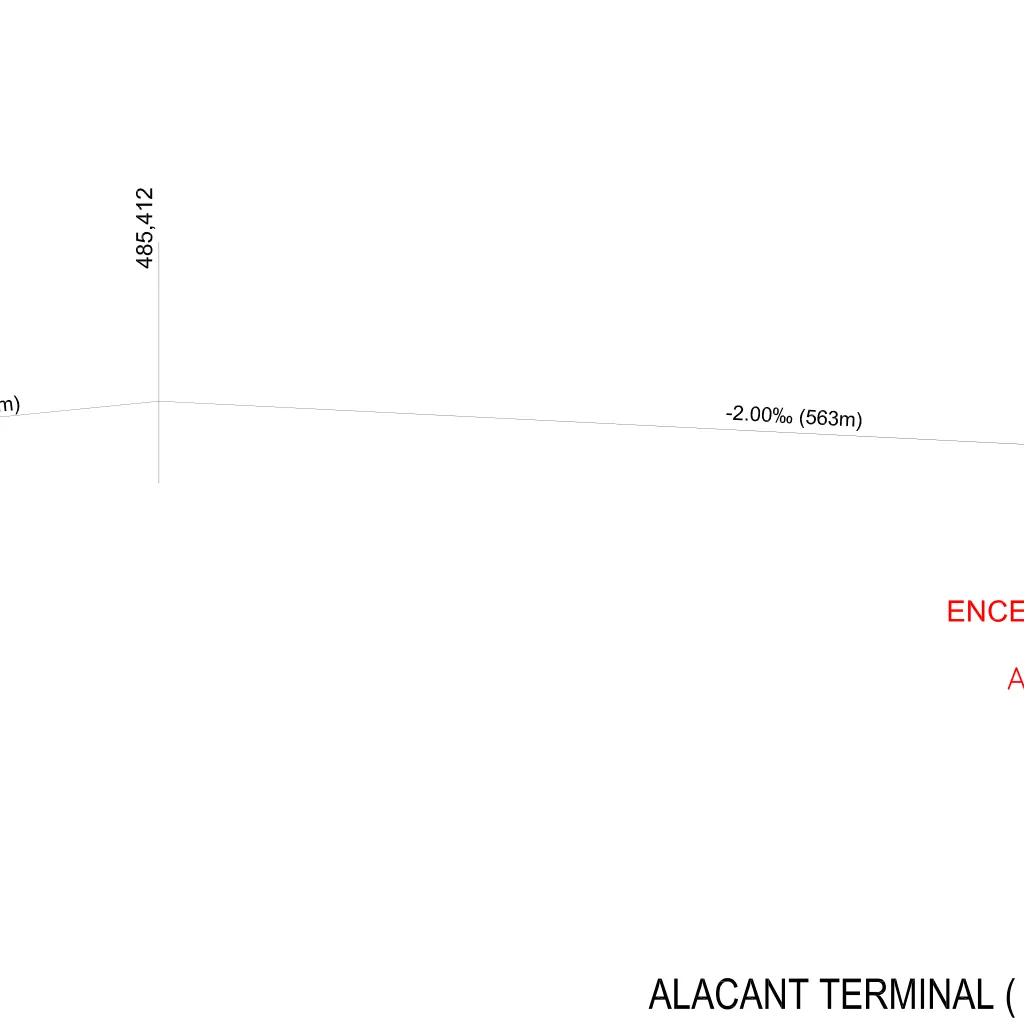 485,412
m)
-2.00‰ (563m)
ENCE
A
ALACANT TERMINAL (